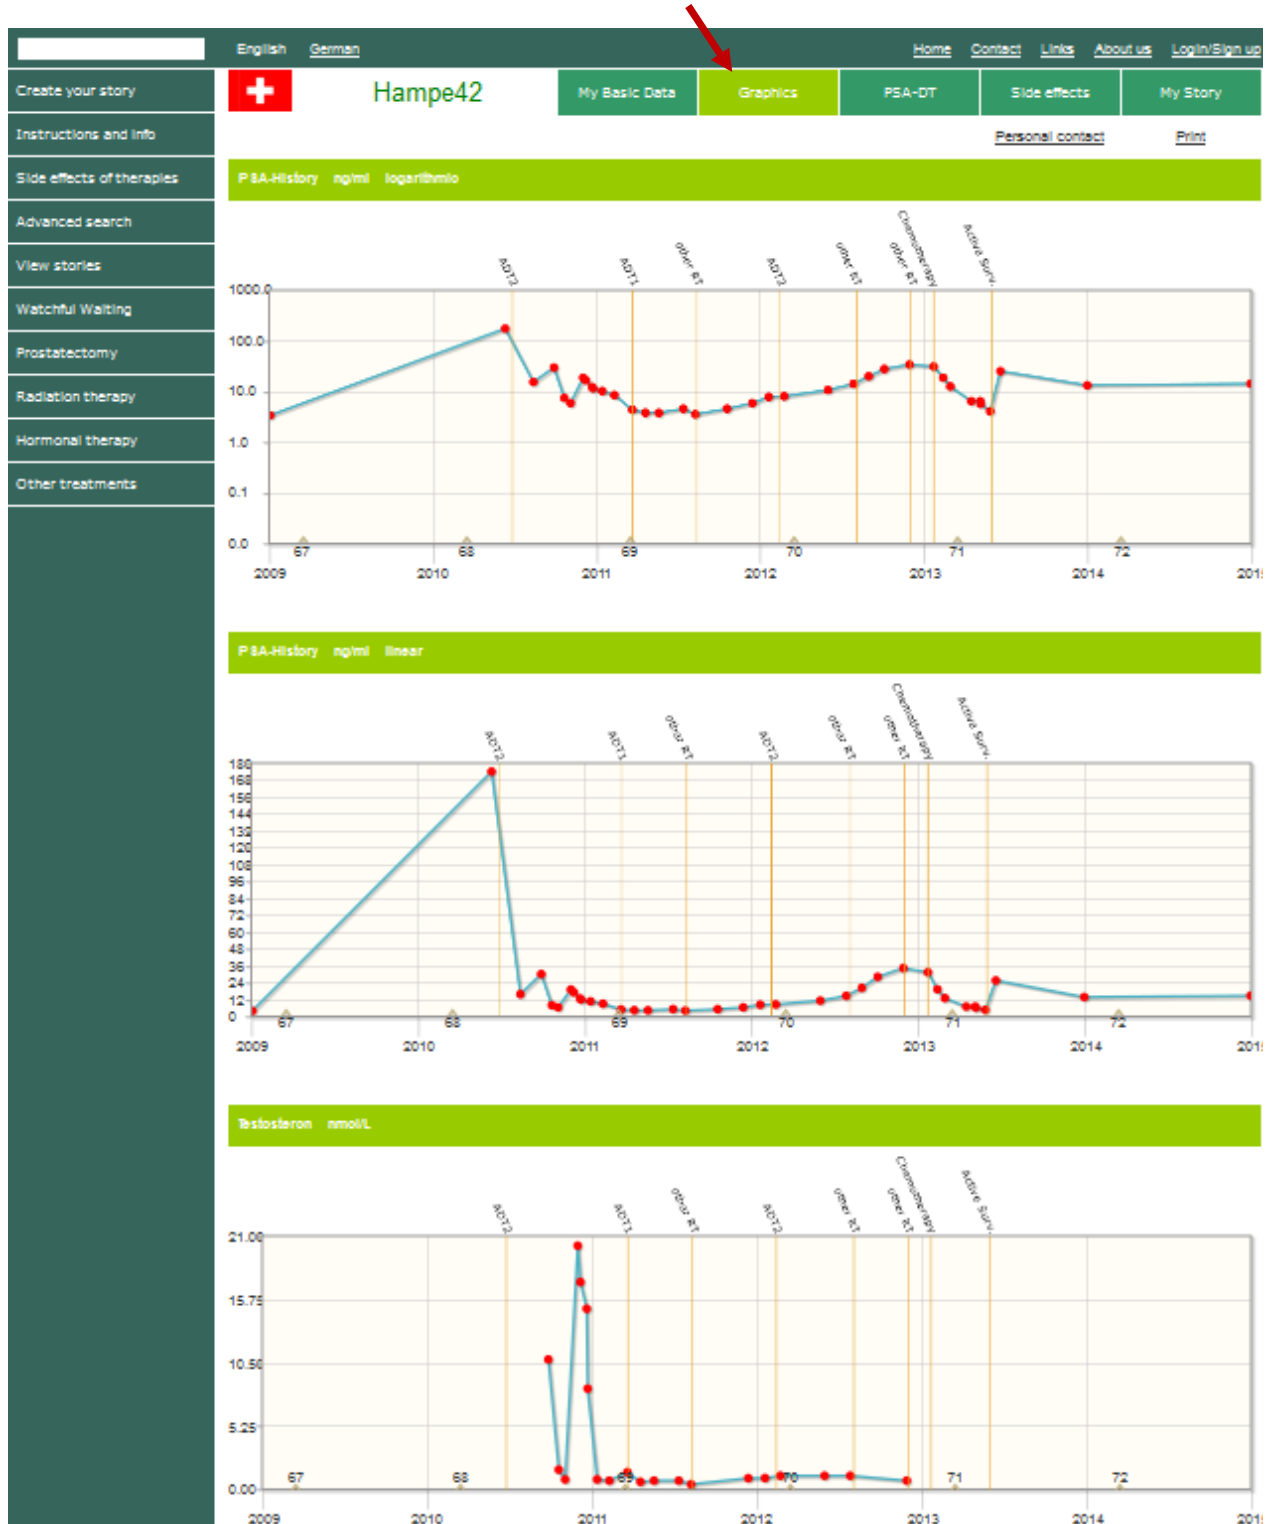 English German Home Contact Links About us Login/Sign up
Create your story
Instructions and info
Side effects of therapies
Advanced search
View stories
Watchful Waiting
Prostatectomy
Radiation therapy
Hormonal therapy
Other treatments
Hampe42 My Basic Data Graphics PSA-DT Side effects My Story
Personal contact Print
PSA-History ng/ml logarithmic
ADT2 ADT1 other RT ADT2 other RT other RT Chemotherapy Active Surv.
1000.0
100.0
10.0
1.0
0.1
0.0
67 68 69 70 71 72
2009 2010 2011 2012 2013 2014 201
PSA-History ng/ml linear
ADT2 ADT1 other RT ADT2 other RT other RT Chemotherapy Active Surv.
180
168
156
144
132
120
108
96
84
72
60
48
36
24
12
0
67 68 69 70 71 72
2009 2010 2011 2012 2013 2014 201
Testosteron nmol/L
ADT2 ADT1 other RT ADT2 other RT other RT Chemotherapy Active Surv.
21.00
15.75
10.50
5.25
0.00
67 68 69 70 71 72
2009 2010 2011 2012 2013 2014 201